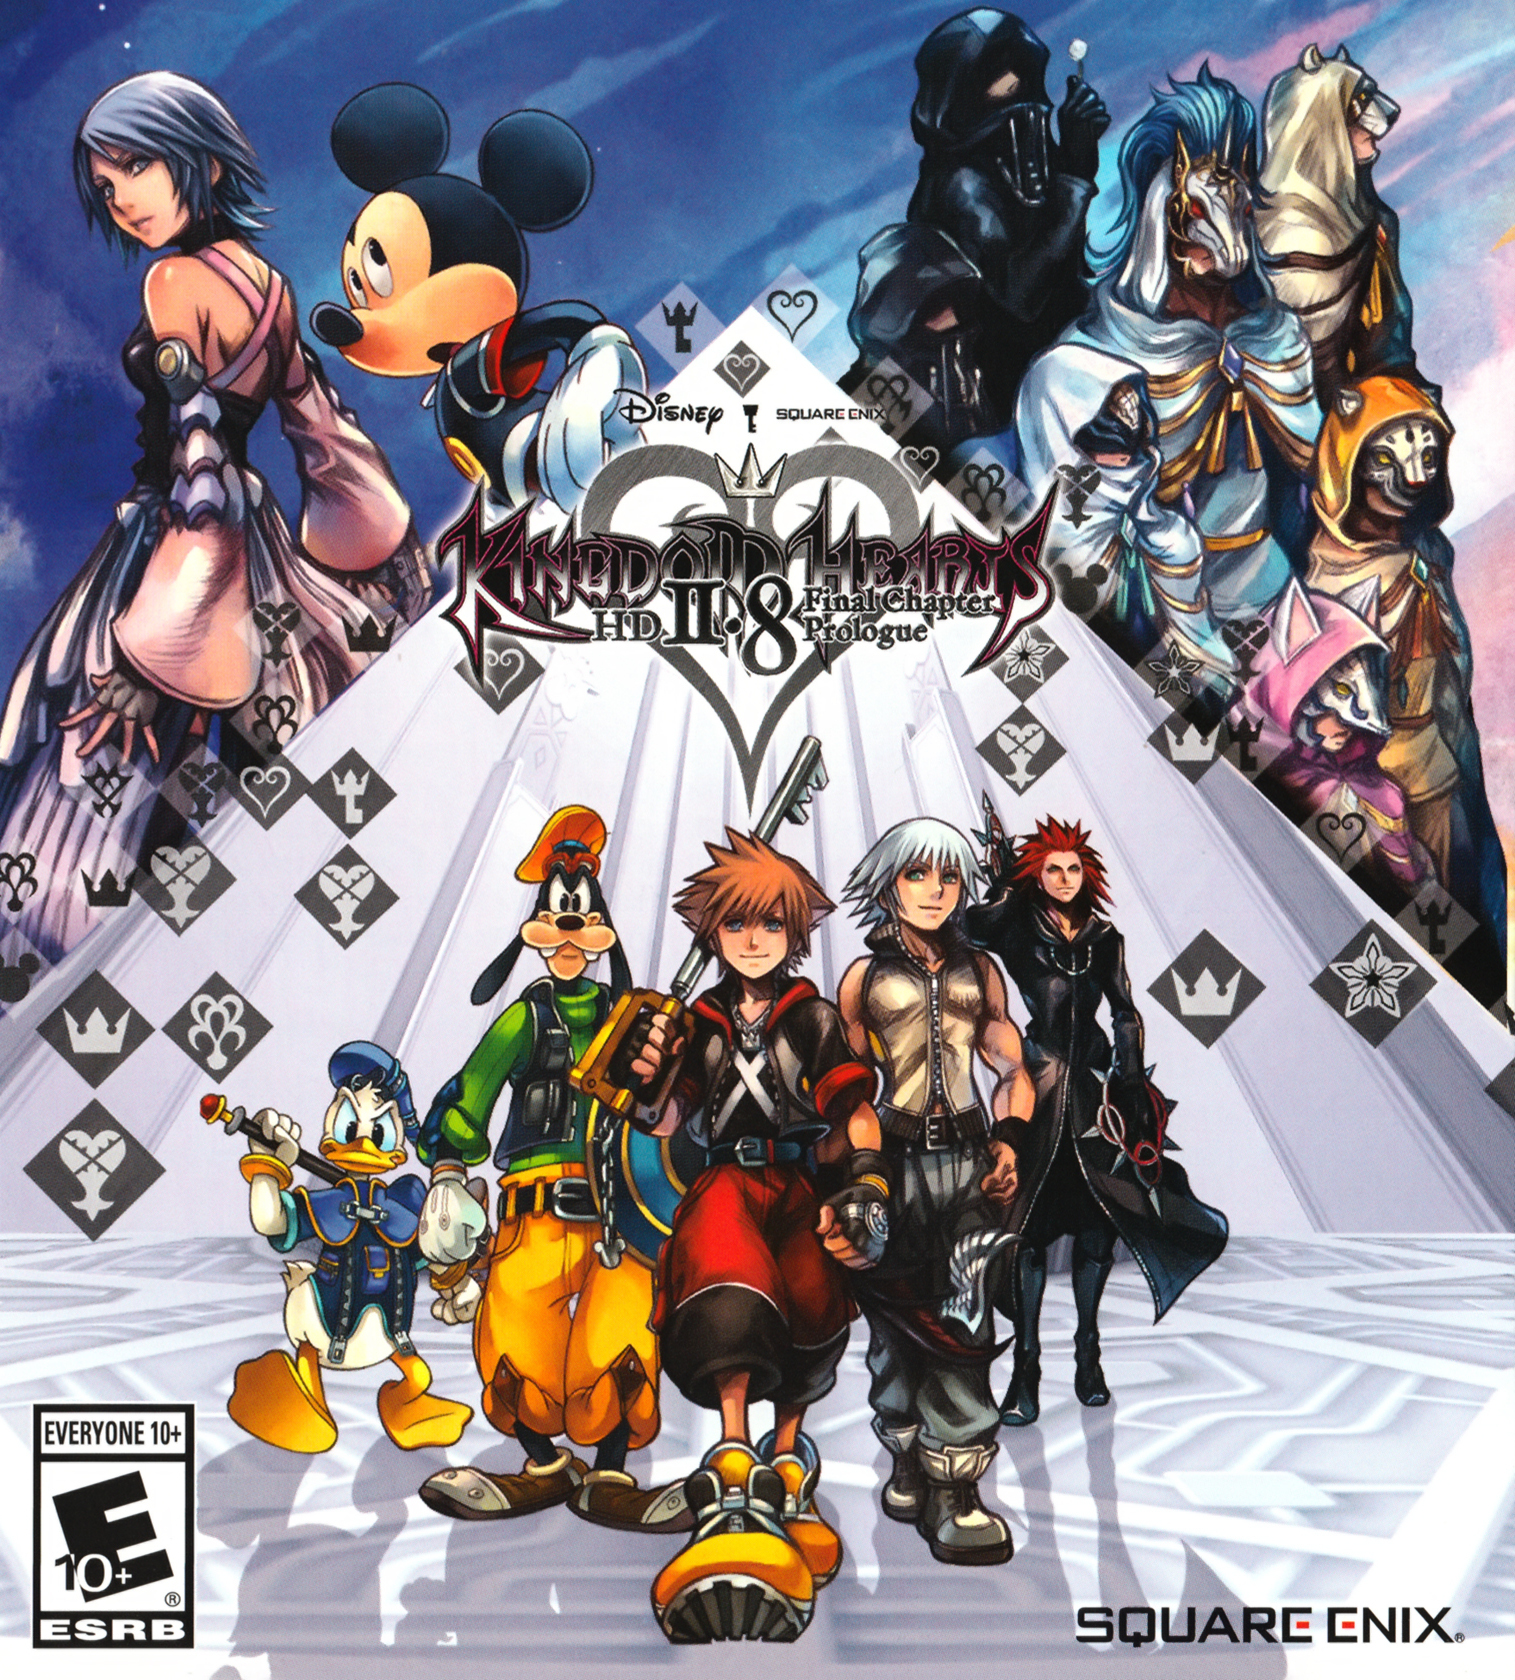 Disney SQUARE ENIX
KINGDOM HEARTS
HD II.8 Final Chapter
Prologue
EVERYONE 10+
E
10+
®
ESRB
SQUARE ENIX®